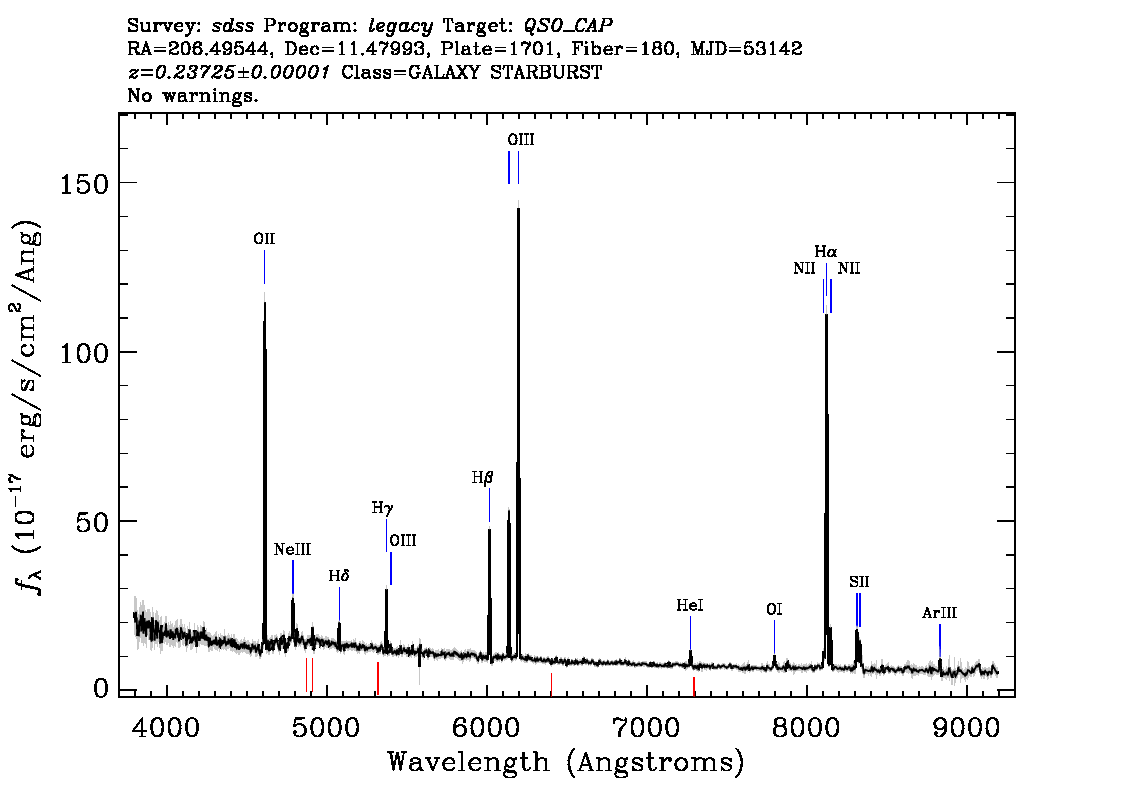 Survey: sdss Program: legacy Target: QSO_CAP
RA=206.49544, Dec=11.47993, Plate=1701, Fiber=180, MJD=53142
z=0.23725±0.00001 Class=GALAXY STARBURST
No warnings.
OIII
150
OII
Hα
NII NII
100
Hβ
Hγ
50
OIII
NeIII
Hδ
SII
HeI
OI
ArIII
0
4000 5000 6000 7000 8000 9000
Wavelength (Angstroms)
f_λ (10^−17 erg/s/cm^2/Ang)